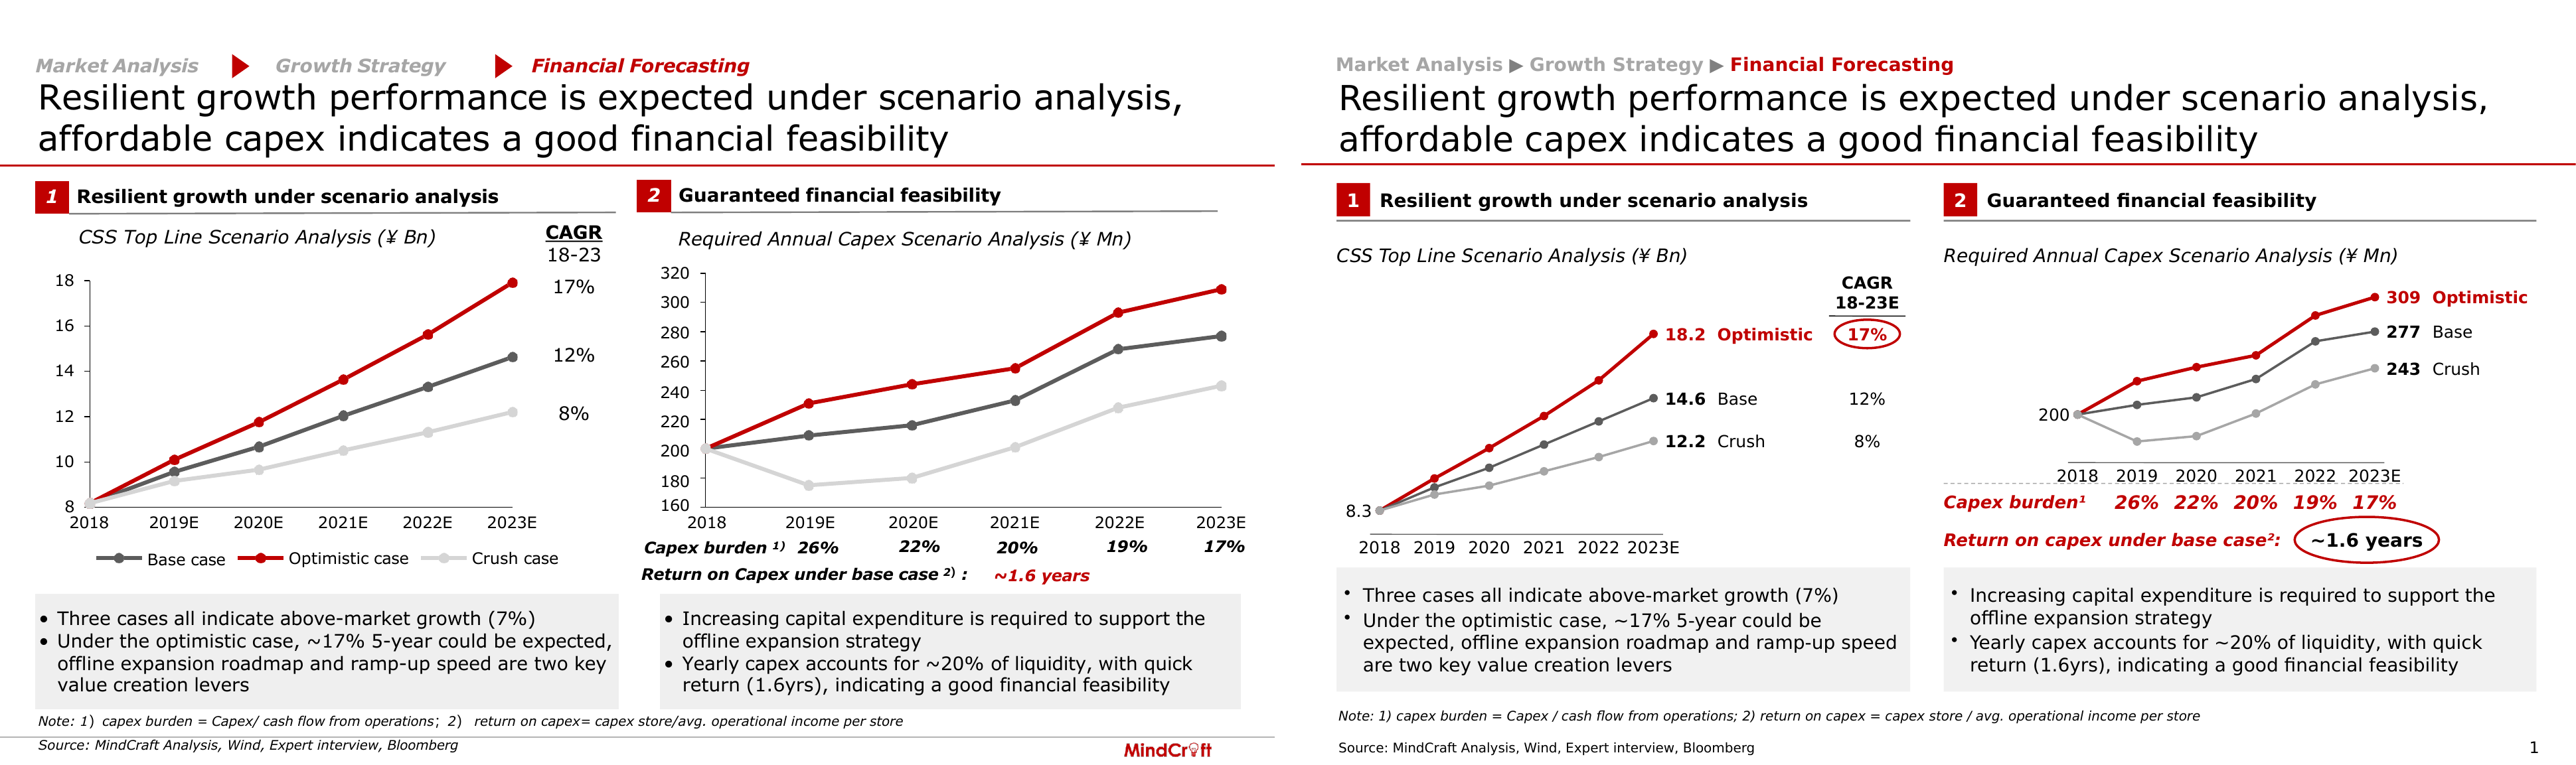 Market Analysis Growth Strategy Financial Forecasting
Resilient growth performance is expected under scenario analysis,
affordable capex indicates a good financial feasibility
1 Resilient growth under scenario analysis
CSS Top Line Scenario Analysis (¥ Bn)
CAGR
18-23
18
16
14
12
10
8
17%
12%
8%
2018 2019E 2020E 2021E 2022E 2023E
Base case Optimistic case Crush case
• Three cases all indicate above-market growth (7%)
• Under the optimistic case, ~17% 5-year could be expected,
offline expansion roadmap and ramp-up speed are two key
value creation levers
2 Guaranteed financial feasibility
Required Annual Capex Scenario Analysis (¥ Mn)
320
300
280
260
240
220
200
180
160
2018 2019E 2020E 2021E 2022E 2023E
Capex burden ¹⁾ 26% 22% 20% 19% 17%
Return on Capex under base case ²⁾ : ~1.6 years
• Increasing capital expenditure is required to support the
offline expansion strategy
• Yearly capex accounts for ~20% of liquidity, with quick
return (1.6yrs), indicating a good financial feasibility
Note: 1) capex burden = Capex/ cash flow from operations; 2) return on capex= capex store/avg. operational income per store
Source: MindCraft Analysis, Wind, Expert interview, Bloomberg
MindCraft
Market Analysis ▶ Growth Strategy ▶ Financial Forecasting
Resilient growth performance is expected under scenario analysis,
affordable capex indicates a good financial feasibility
1 Resilient growth under scenario analysis
CSS Top Line Scenario Analysis (¥ Bn)
CAGR
18-23E
18.2 Optimistic 17%
14.6 Base 12%
12.2 Crush 8%
8.3
2018 2019 2020 2021 2022 2023E
• Three cases all indicate above-market growth (7%)
• Under the optimistic case, ~17% 5-year could be
expected, offline expansion roadmap and ramp-up speed
are two key value creation levers
2 Guaranteed financial feasibility
Required Annual Capex Scenario Analysis (¥ Mn)
309 Optimistic
277 Base
243 Crush
200
2018 2019 2020 2021 2022 2023E
Capex burden¹ 26% 22% 20% 19% 17%
Return on capex under base case²: ~1.6 years
• Increasing capital expenditure is required to support the
offline expansion strategy
• Yearly capex accounts for ~20% of liquidity, with quick
return (1.6yrs), indicating a good financial feasibility
Note: 1) capex burden = Capex / cash flow from operations; 2) return on capex = capex store / avg. operational income per store
Source: MindCraft Analysis, Wind, Expert interview, Bloomberg
1